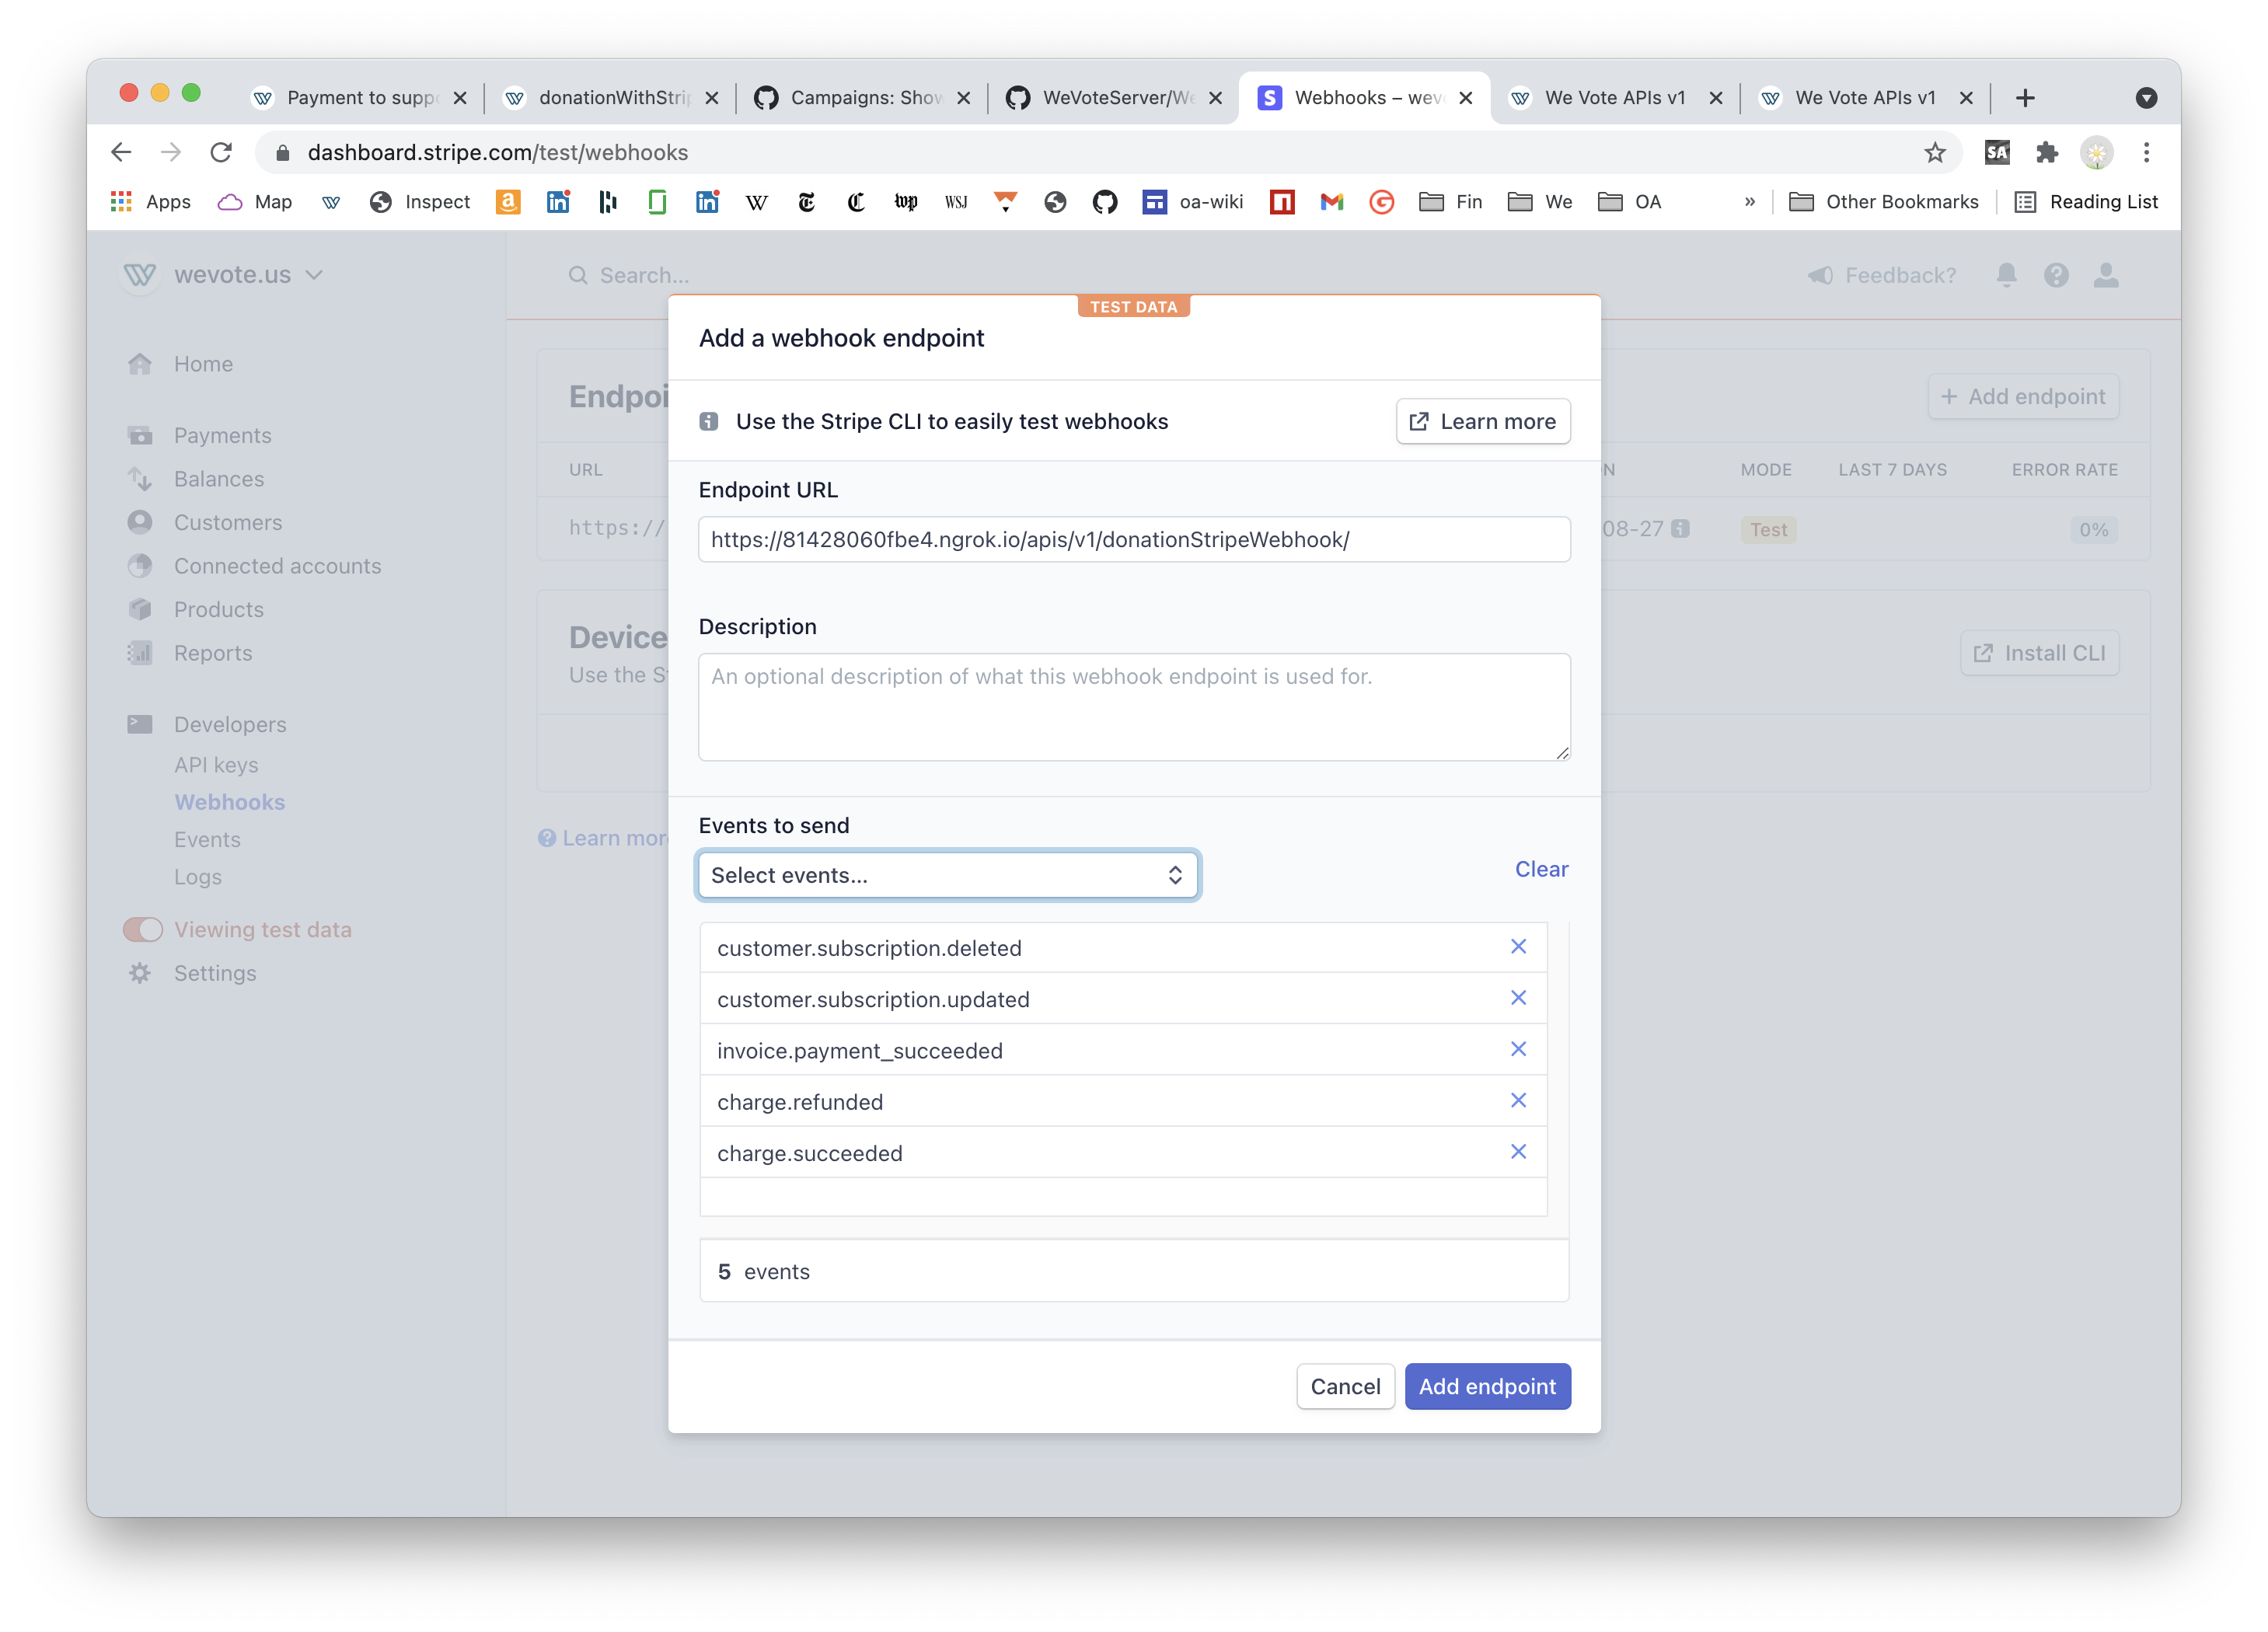 Payment to supp
donationWithStrip
Campaigns: Show
WeVoteServer/We
Webhooks – wev
We Vote APIs v1
We Vote APIs v1
dashboard.stripe.com/test/webhooks
SA
Apps
Map
Inspect
WSJ
oa-wiki
Fin
We
OA
»
Other Bookmarks
Reading List
wevote.us
Search...
Feedback?
Home
Payments
Balances
Customers
Connected accounts
Products
Reports
Developers
API keys
Webhooks
Events
Logs
Viewing test data
Settings
Endpoi
+ Add endpoint
URL
N
MODE
LAST 7 DAYS
ERROR RATE
https://
08-27
Test
0%
Device
Use the S
Install CLI
Learn mor
TEST DATA
Add a webhook endpoint
Use the Stripe CLI to easily test webhooks
Learn more
Endpoint URL
https://81428060fbe4.ngrok.io/apis/v1/donationStripeWebhook/
Description
An optional description of what this webhook endpoint is used for.
Events to send
Select events...
Clear
customer.subscription.deleted
customer.subscription.updated
invoice.payment_succeeded
charge.refunded
charge.succeeded
5 events
Cancel
Add endpoint